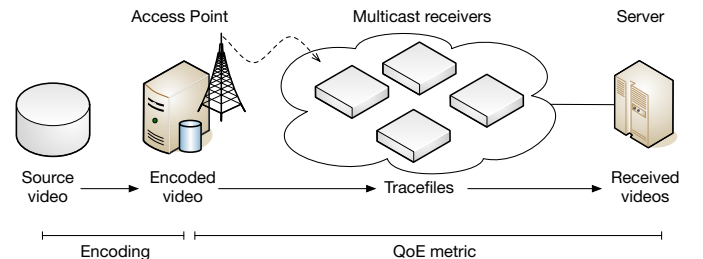 Access Point
Multicast receivers
Server
Source
video
Encoded
video
Tracefiles
Received
videos
Encoding
QoE metric